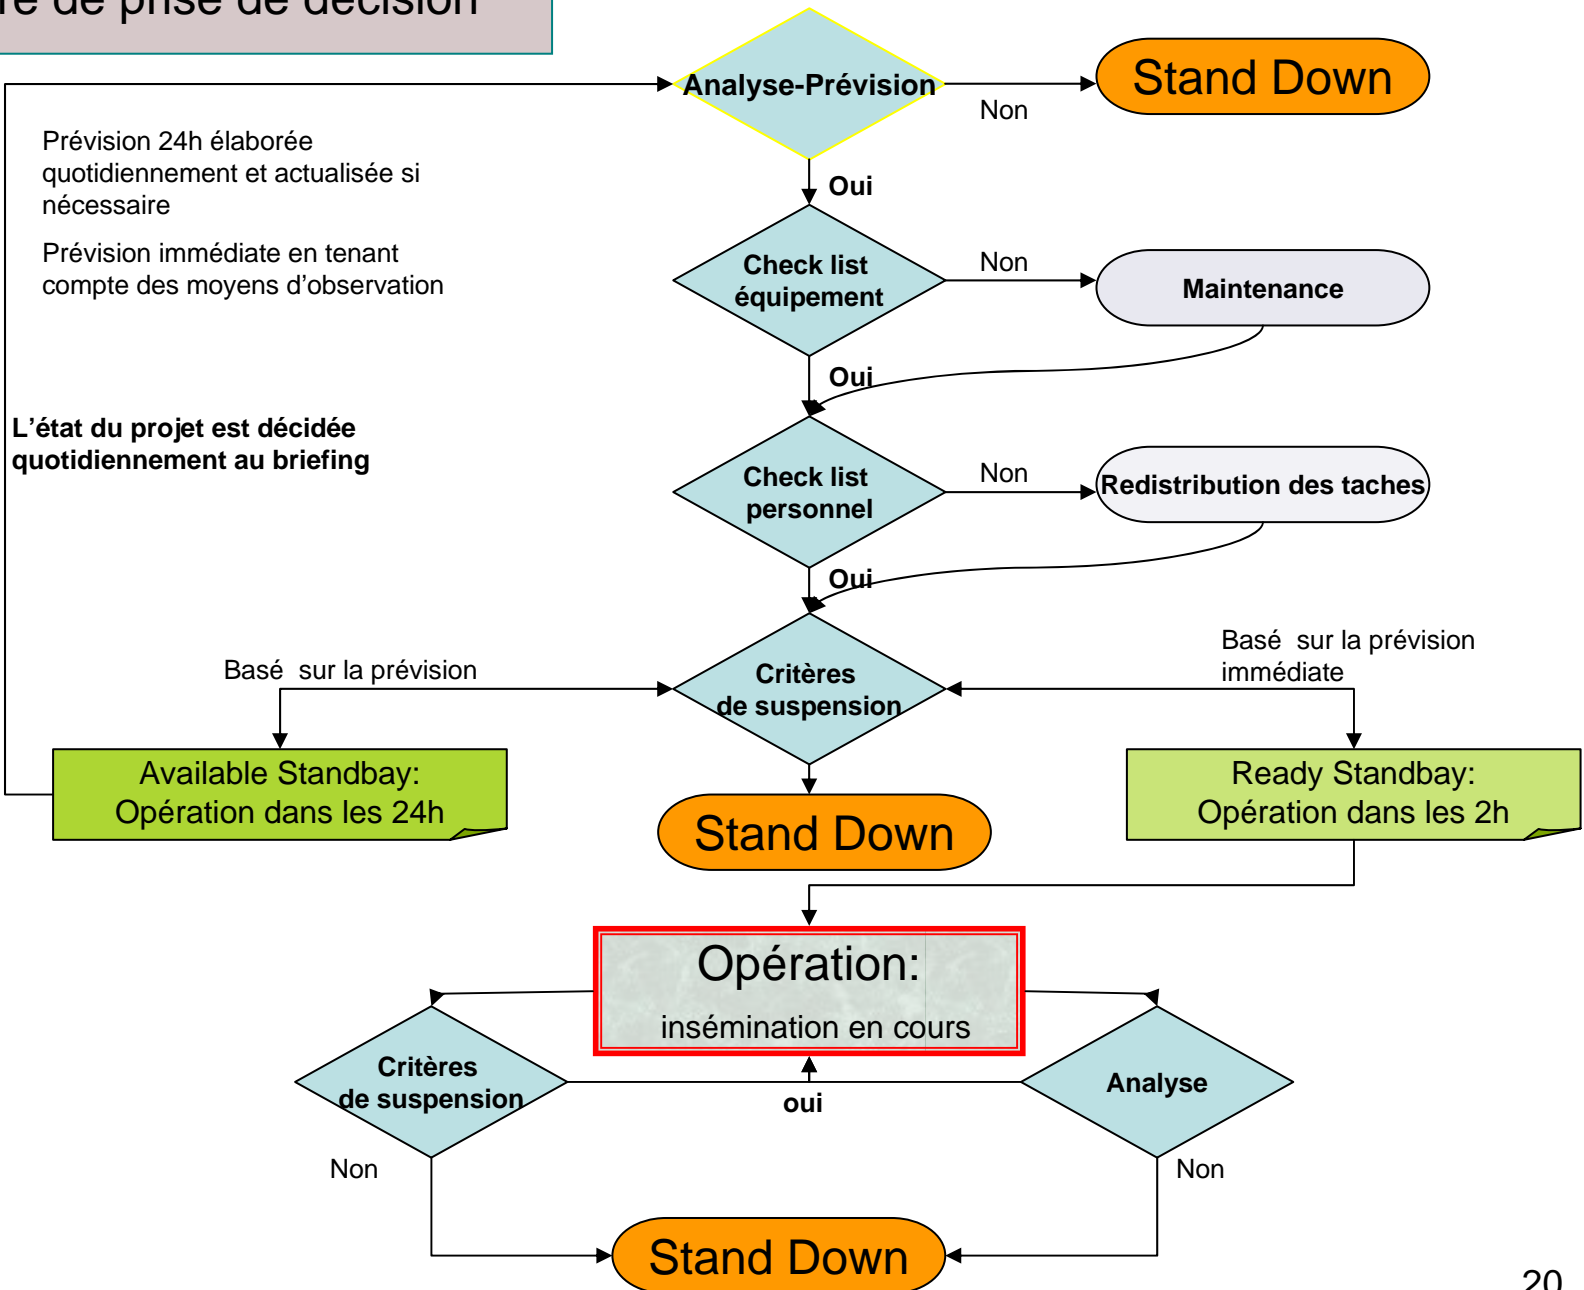 de prise de décision
Analyse-Prévision
Stand Down
Non
Prévision 24h élaborée
quotidiennement et actualisée si
nécessaire
Oui
Prévision immédiate en tenant
compte des moyens d'observation
Check list
équipement
Non
Maintenance
Oui
L'état du projet est décidée
quotidiennement au briefing
Check list
personnel
Non
Redistribution des taches
Oui
Basé sur la prévision
Critères
de suspension
Basé sur la prévision
immédiate
Available Standbay:
Opération dans les 24h
Stand Down
Ready Standbay:
Opération dans les 2h
Opération:
insémination en cours
Critères
de suspension
oui
Analyse
Non
Non
Stand Down
20